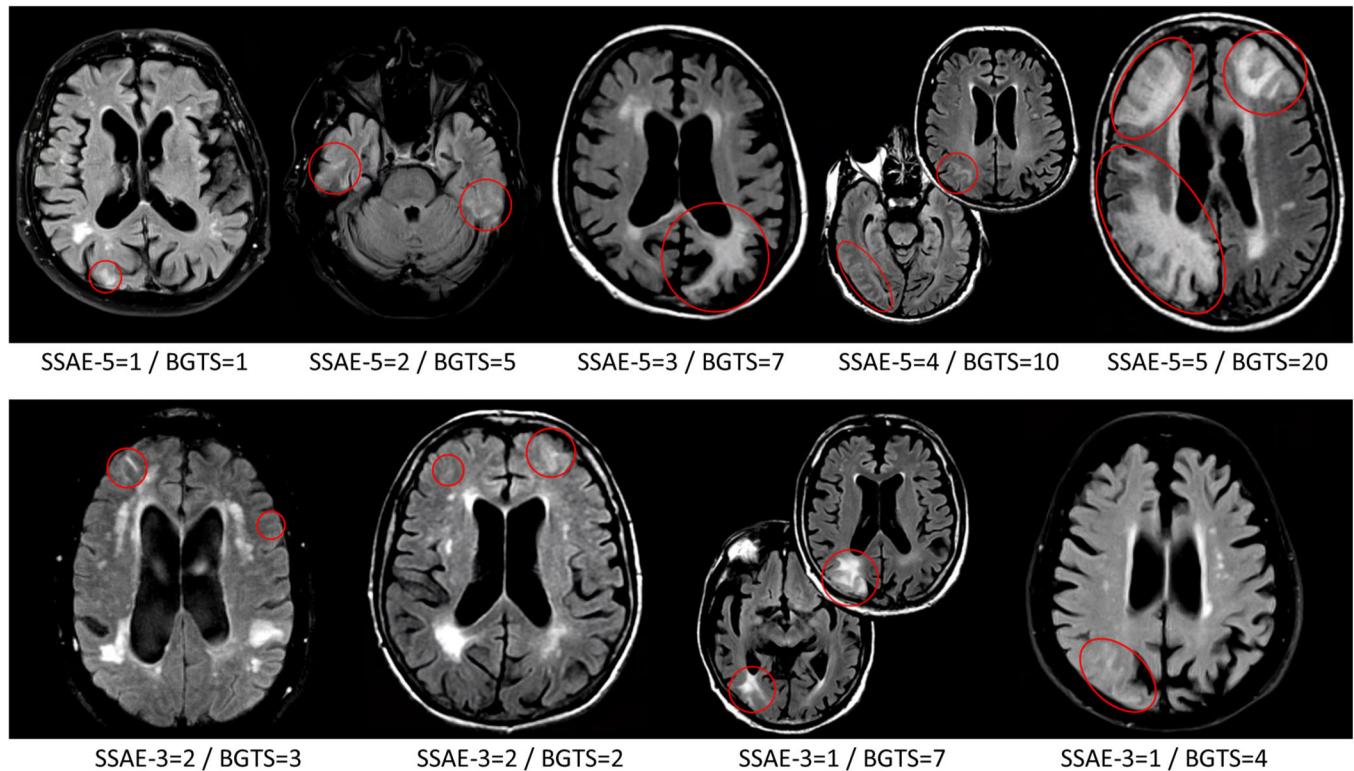 SSAE-5=1 / BGTS=1 SSAE-5=2 / BGTS=5 SSAE-5=3 / BGTS=7 SSAE-5=4 / BGTS=10 SSAE-5=5 / BGTS=20
SSAE-3=2 / BGTS=3 SSAE-3=2 / BGTS=2 SSAE-3=1 / BGTS=7 SSAE-3=1 / BGTS=4